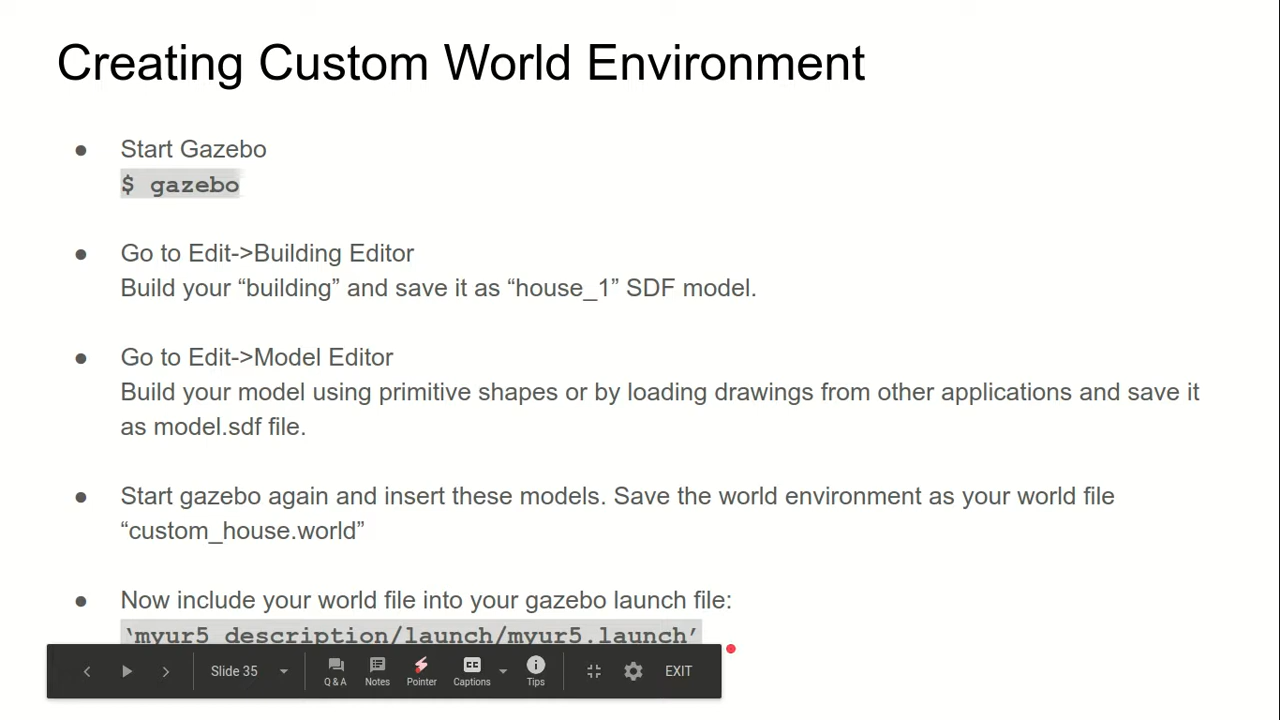 Creating Custom World Environment
● Start Gazebo
$ gazebo
● Go to Edit->Building Editor
Build your “building” and save it as “house_1” SDF model.
● Go to Edit->Model Editor
Build your model using primitive shapes or by loading drawings from other applications and save it
as model.sdf file.
● Start gazebo again and insert these models. Save the world environment as your world file
“custom_house.world”
● Now include your world file into your gazebo launch file:
‘myur5_description/launch/myur5.launch’
Slide 35
Q & A Notes Pointer Captions Tips EXIT